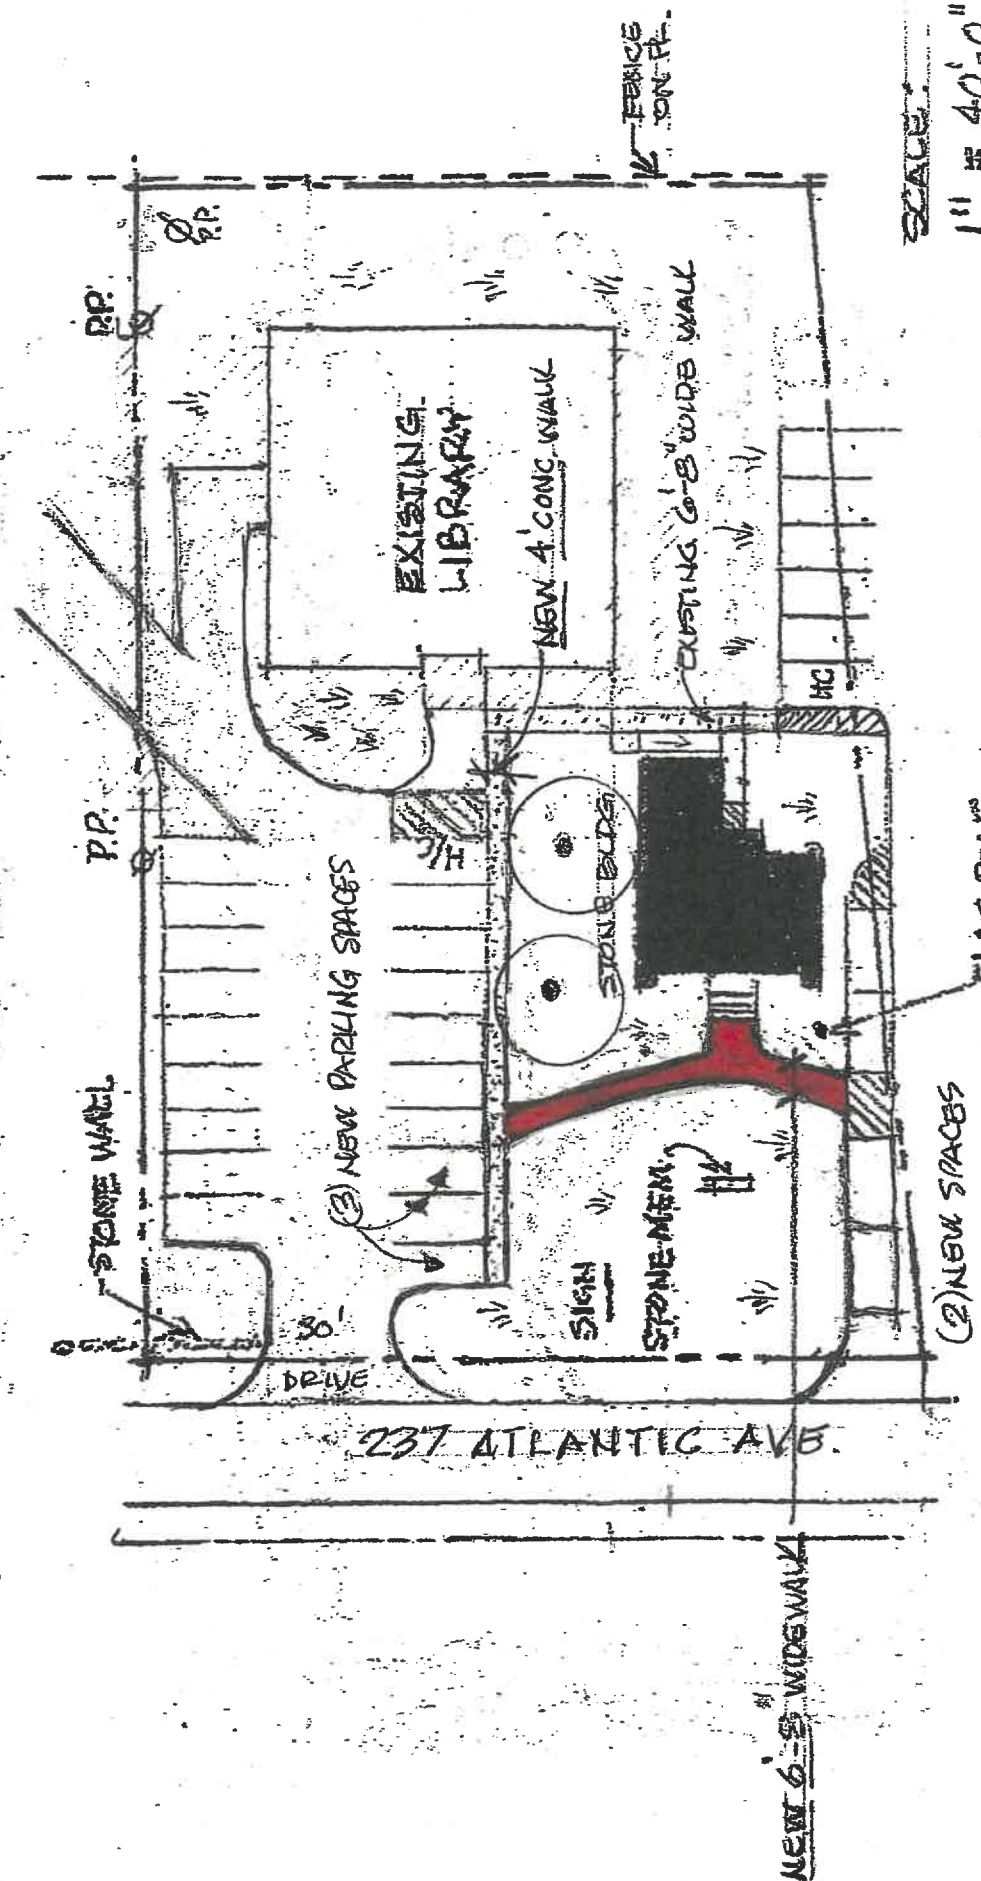 P.P.
P.P.
P.P.
STONE WALL
(3) NEW PARKING SPACES
H/C
30'
DRIVE
237 ATLANTIC AVE.
EXISTING
LIBRARY
NEW 4' CONC WALK
EXISTING 6'-8" WIDE WALK
STONE BLDG
SIGN
STONE MEM.
HC
ON PL.
SCALE:
1" = 40'-0"
(2) NEW SPACES
NEW 6'-8" WIDE WALK